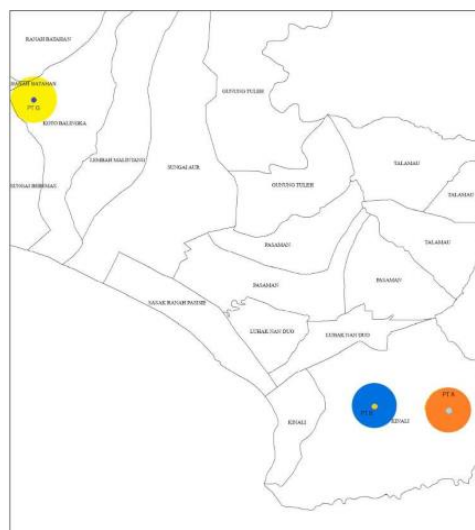 RANAH BATAHAN
RANAH BATAHAN
PT G
KOTO BALINGKA
GUNUNG TULEH
LEMBAH MALINTANG
SUNGAI AUR
TALAMAU
SUNGAI BEREMAS
GUNUNG TULEH
TALAMAU
PASAMAN
TALAMAU
PASAMAN
PASAMAN
SASAK RANAH PASISIE
LUHAK NAN DUO
LUHAK NAN DUO
PT A
KINALI
KINALI